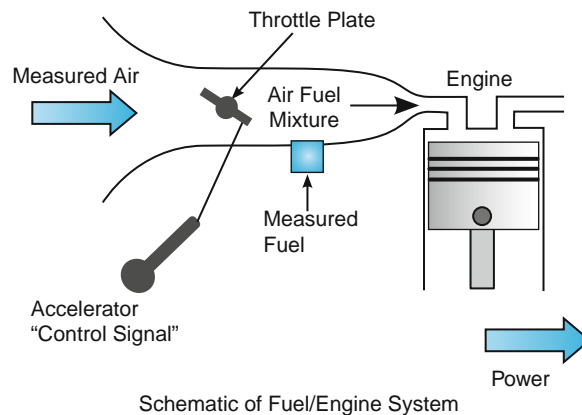 Throttle Plate
Measured Air
Engine
Air Fuel
Mixture
Measured
Fuel
Accelerator
“Control Signal”
Power
Schematic of Fuel/Engine System